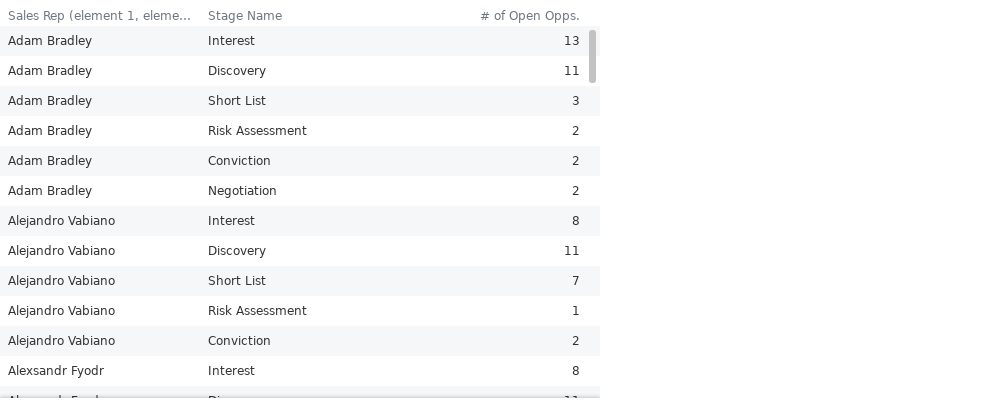 Sales Rep (element 1, eleme... Stage Name # of Open Opps.
Adam Bradley Interest 13
Adam Bradley Discovery 11
Adam Bradley Short List 3
Adam Bradley Risk Assessment 2
Adam Bradley Conviction 2
Adam Bradley Negotiation 2
Alejandro Vabiano Interest 8
Alejandro Vabiano Discovery 11
Alejandro Vabiano Short List 7
Alejandro Vabiano Risk Assessment 1
Alejandro Vabiano Conviction 2
Alexsandr Fyodr Interest 8